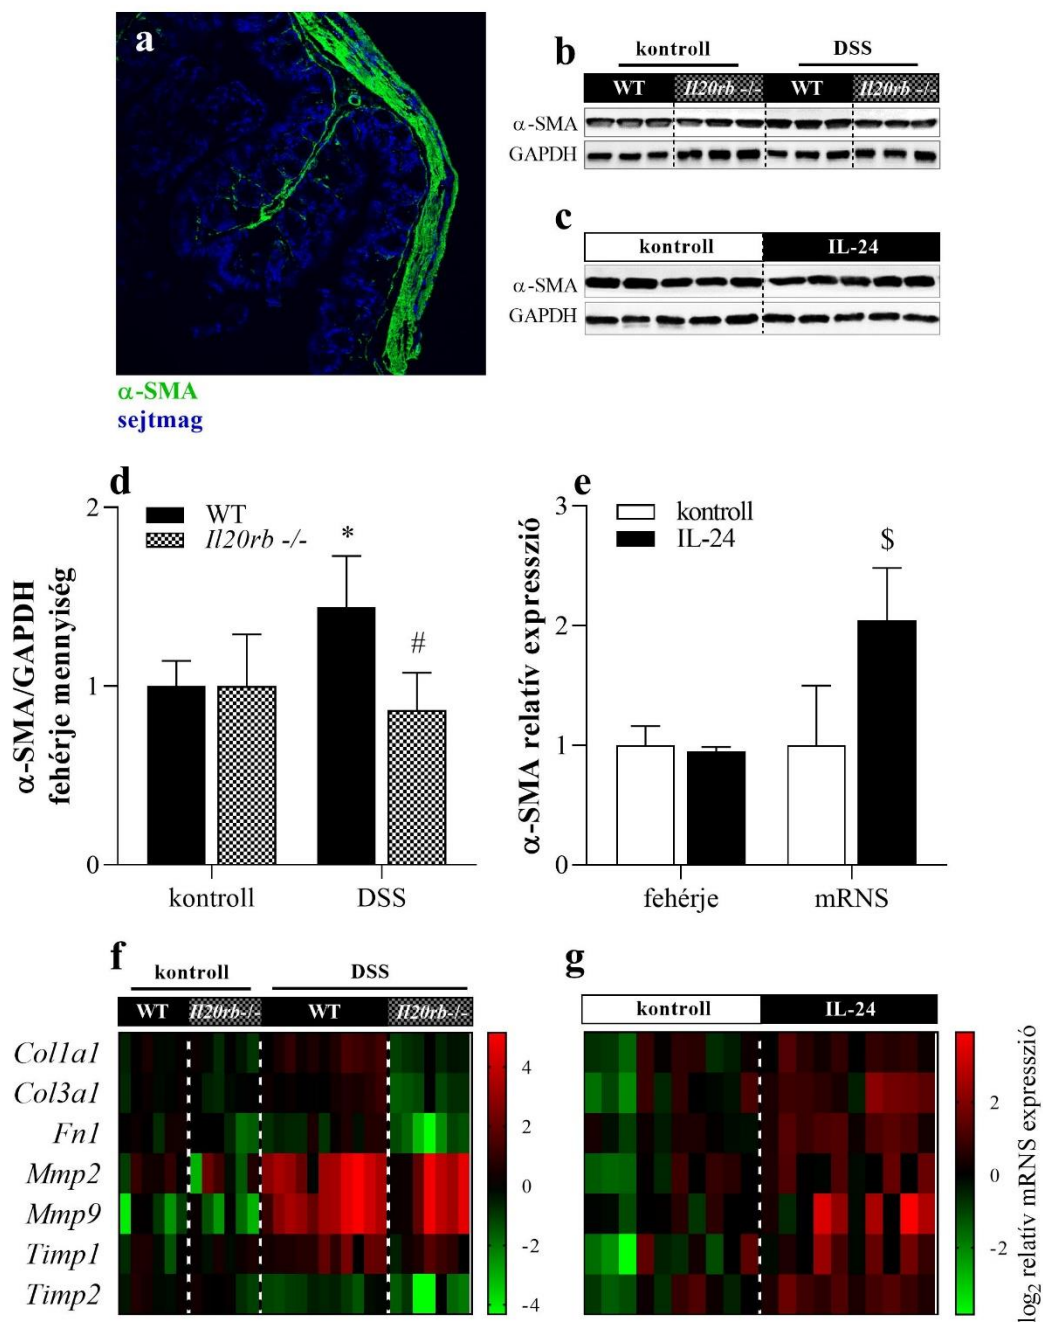 a
α-SMA
sejtmag
b
kontroll DSS
WT Il20rb -/- WT Il20rb -/-
α-SMA
GAPDH
c
kontroll IL-24
α-SMA
GAPDH
d
α-SMA/GAPDH
fehérje mennyiség
2
1
0
WT
Il20rb -/-
*
#
kontroll DSS
e
α-SMA relatív expresszió
3
2
1
0
kontroll
IL-24
$
fehérje mRNS
f
kontroll DSS
WT Il20rb-/- WT Il20rb-/-
Col1a1
Col3a1
Fn1
Mmp2
Mmp9
Timp1
Timp2
4
2
0
-2
-4
g
kontroll IL-24
2
0
-2
log2 relatív mRNS expresszió